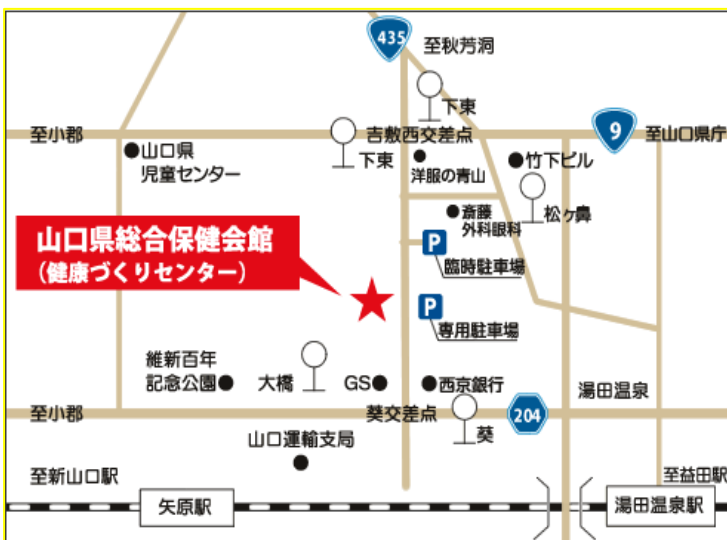 435
至秋芳洞
下東
至小郡
吉敷西交差点
9
至山口県庁
山口県
児童センター
下東
洋服の青山
竹下ビル
松ヶ鼻
斎藤
外科眼科
山口県総合保健会館
(健康づくりセンター)
P
臨時駐車場
P
専用駐車場
維新百年
記念公園
大橋
GS
西京銀行
湯田温泉
至小郡
葵交差点
204
葵
山口運輸支局
至新山口駅
至益田駅
矢原駅
湯田温泉駅